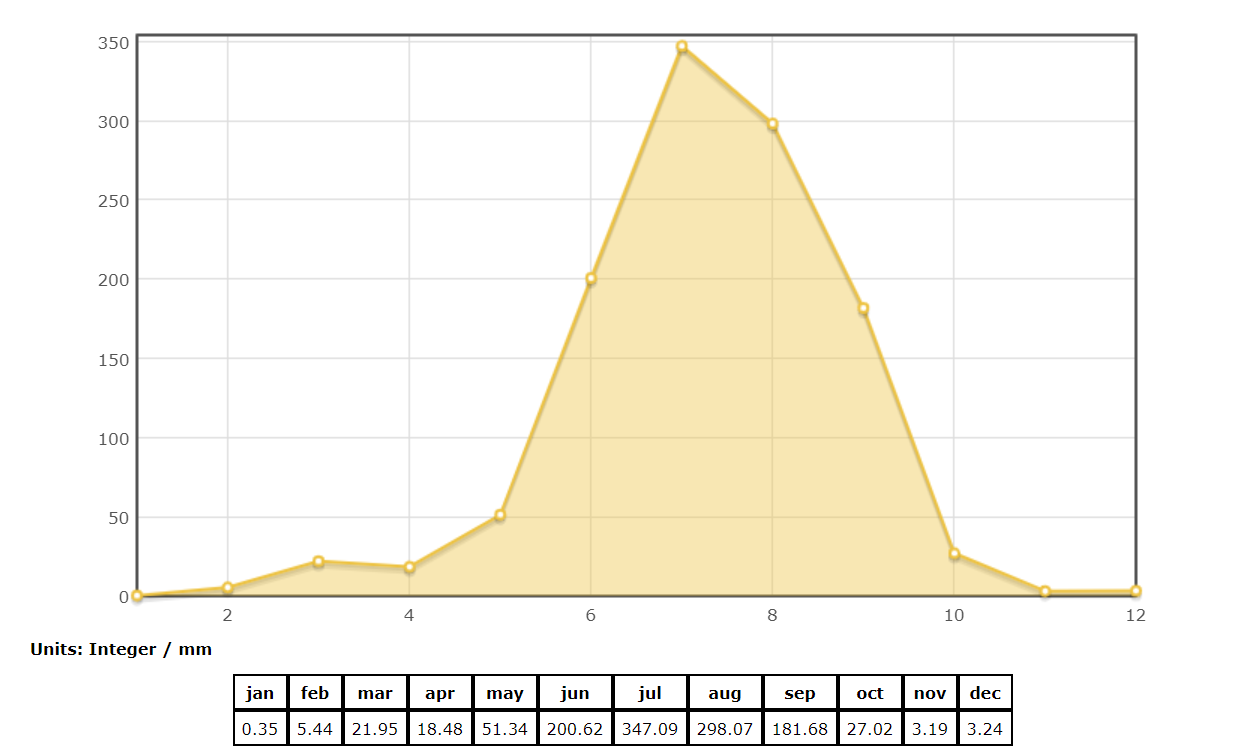 350
300
250
200
150
100
50
0
2 4 6 8 10 12
Units: Integer / mm
jan feb mar apr may jun jul aug sep oct nov dec
0.35 5.44 21.95 18.48 51.34 200.62 347.09 298.07 181.68 27.02 3.19 3.24